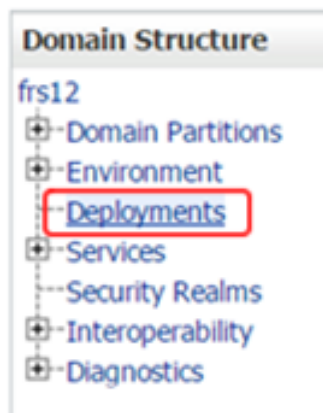 Domain Structure
frs12
Domain Partitions
Environment
Deployments
Services
Security Realms
Interoperability
Diagnostics